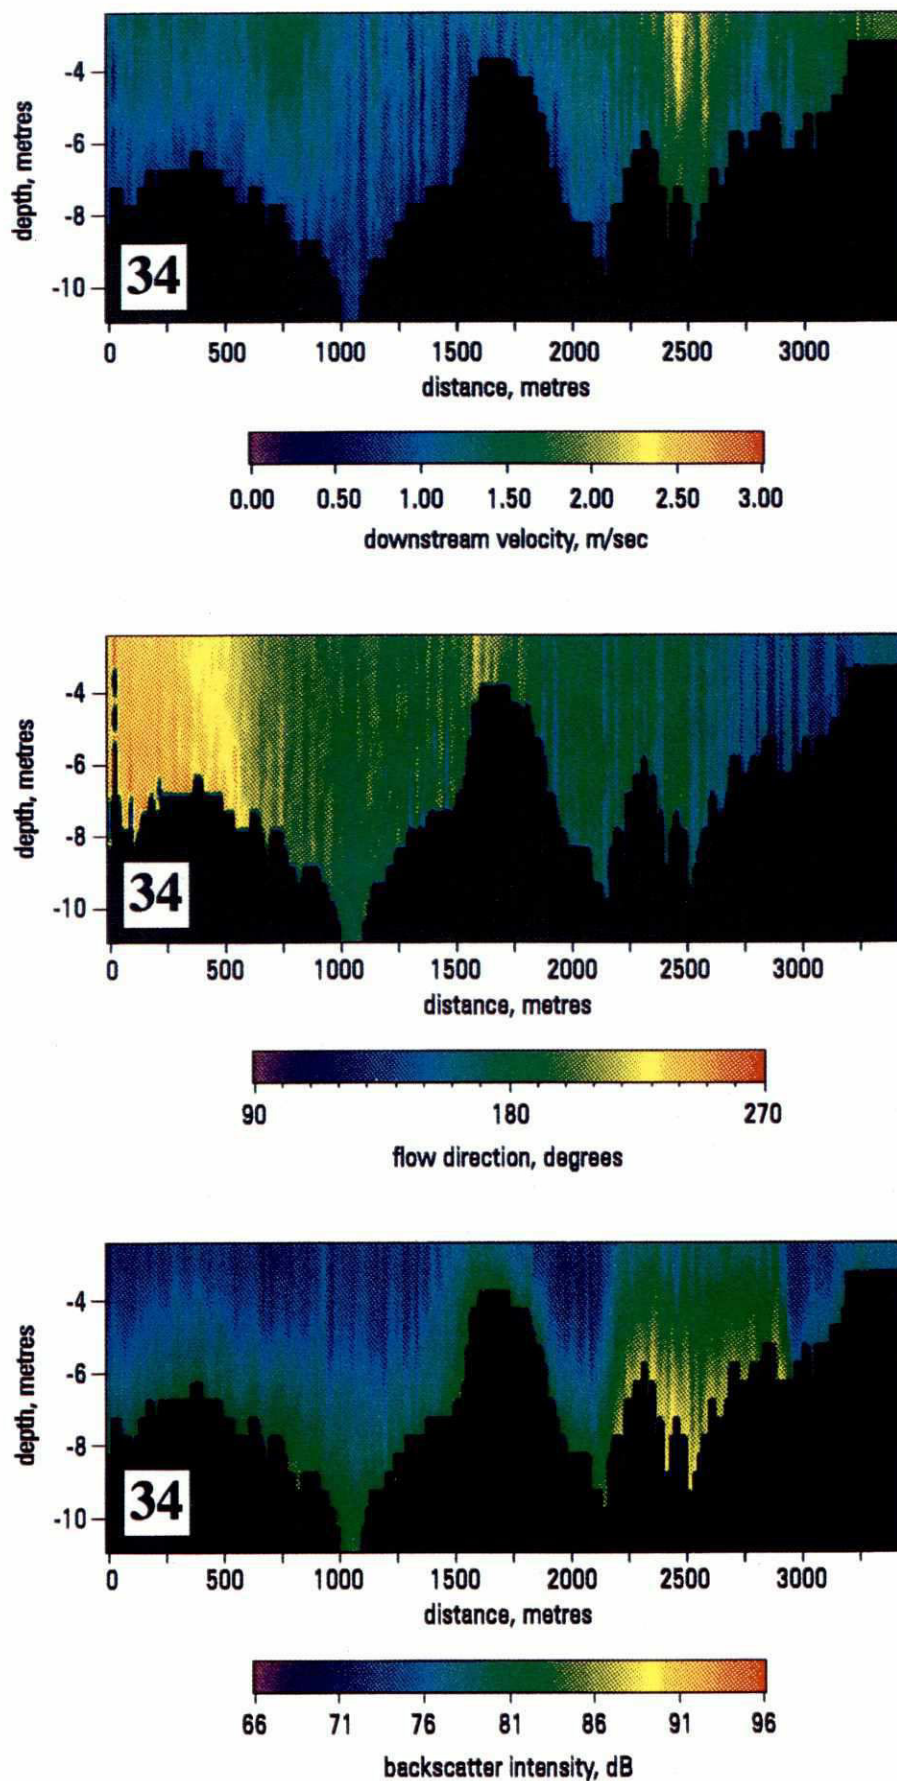 depth, metres
-4
-6
-8
-10
34
0 500 1000 1500 2000 2500 3000
distance, metres
0.00 0.50 1.00 1.50 2.00 2.50 3.00
downstream velocity, m/sec
depth, metres
-4
-6
-8
-10
34
0 500 1000 1500 2000 2500 3000
distance, metres
90 180 270
flow direction, degrees
depth, metres
-4
-6
-8
-10
34
0 500 1000 1500 2000 2500 3000
distance, metres
66 71 76 81 86 91 96
backscatter intensity, dB